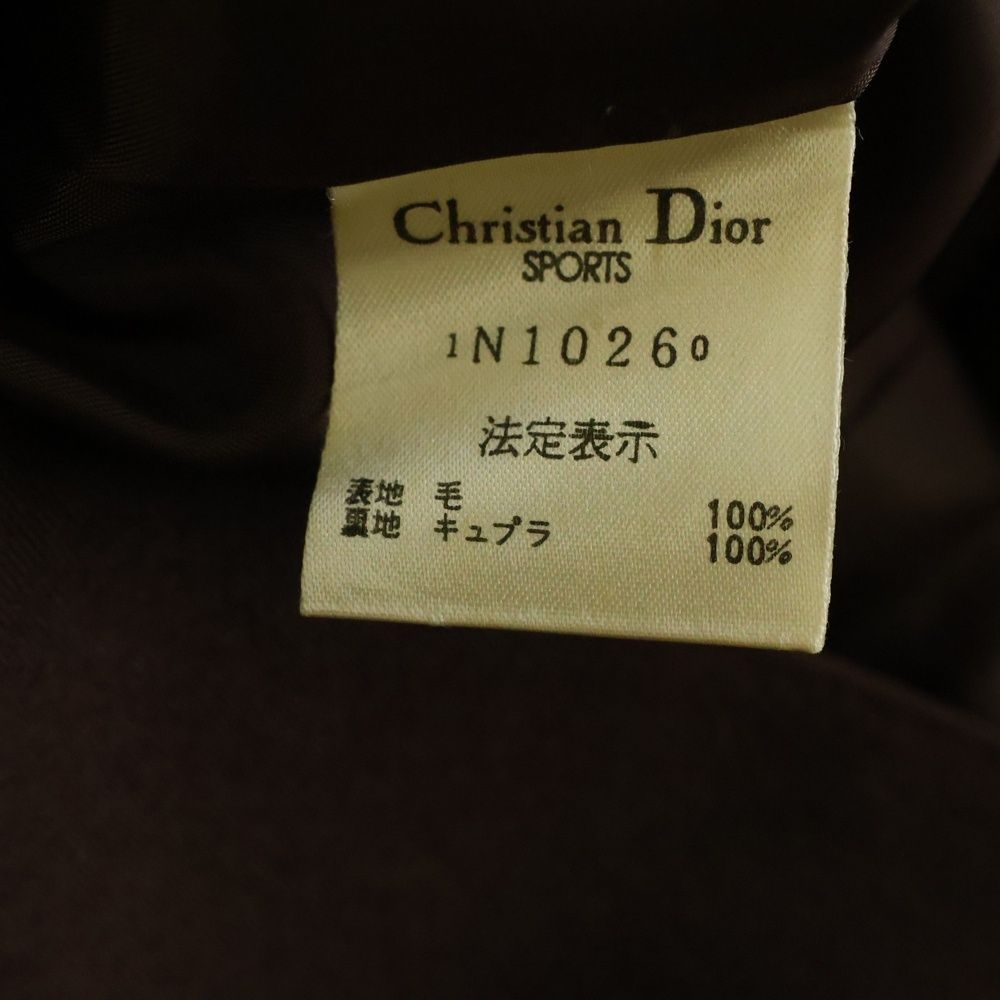 Christian Dior
SPORTS
1N10260
法定表示
表地 毛 100%
裏地 キュプラ 100%